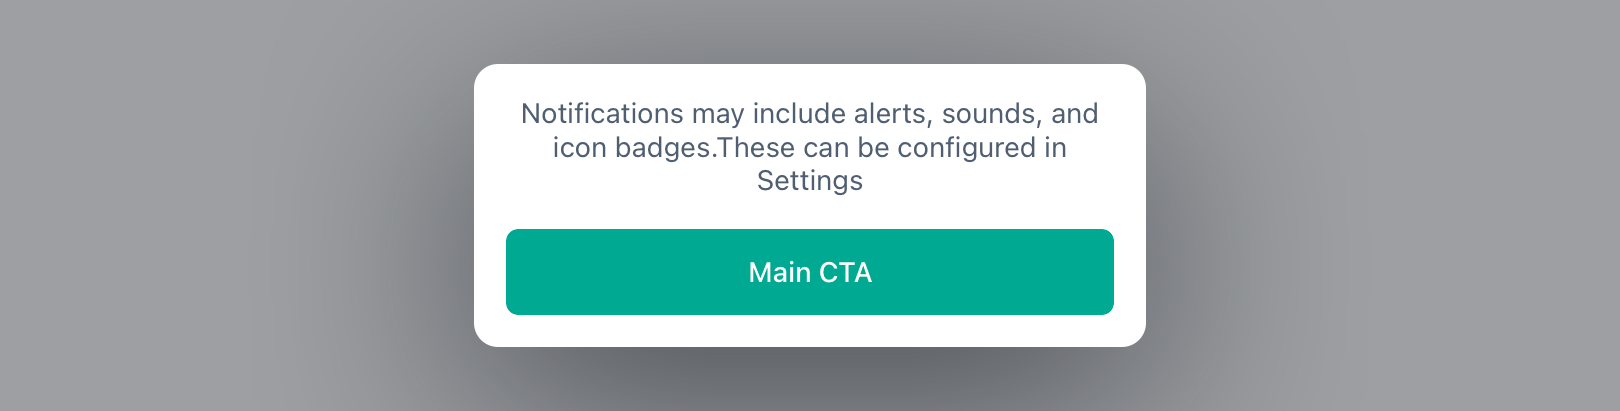 Notifications may include alerts, sounds, and
icon badges.These can be configured in
Settings
Main CTA